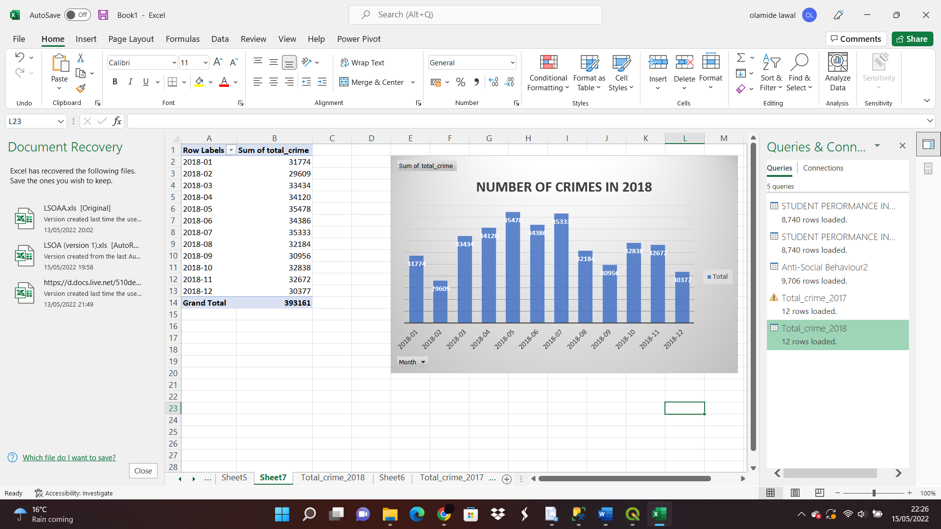 AutoSave Off Book1 - Excel Search (Alt+Q) olamide lawal OL
File Home Insert Page Layout Formulas Data Review View Help Power Pivot Comments Share
Paste Calibri 11 Wrap Text General Conditional Formatting Format as Table Cell Styles Insert Delete Format Sort & Filter Find & Select Analyze Data Sensitivity
Merge & Center
Undo Clipboard Font Alignment Number Styles Cells Editing Analysis Sensitivity
L23
Document Recovery
Excel has recovered the following files.
Save the ones you wish to keep.
LSOAA.xls [Original]
Version created last time the use...
13/05/2022 20:02
LSOA (version 1).xls [AutoR...
Version created from the last Au...
15/05/2022 19:58
https://d.docs.live.net/510de...
Version created last time the use...
13/05/2022 21:49
Which file do I want to save?
Close
A B C D E F G H I J K L M
1 Row Labels Sum of total_crime
2 2018-01 31774
3 2018-02 29609
4 2018-03 33434
5 2018-04 34120
6 2018-05 35478
7 2018-06 34386
8 2018-07 35333
9 2018-08 32184
10 2018-09 30956
11 2018-10 32838
12 2018-11 32672
13 2018-12 30377
14 Grand Total 393161
15
16
17
18
19
20
21
22
23
24
25
26
27
28
Sum of total_crime
NUMBER OF CRIMES IN 2018
31774 29609 33434 34120 35478 34386 35333 32184 30956 32838 32672 30377
Total
2018-01 2018-02 2018-03 2018-04 2018-05 2018-06 2018-07 2018-08 2018-09 2018-10 2018-11 2018-12
Month
Queries & Conn...
Queries Connections
5 queries
STUDENT PERORMANCE IN...
8,740 rows loaded.
STUDENT PERORMANCE IN...
8,740 rows loaded.
Anti-Social Behaviour2
9,706 rows loaded.
Total_crime_2017
12 rows loaded.
Total_crime_2018
12 rows loaded.
... Sheet5 Sheet7 Total_crime_2018 Sheet6 Total_crime_2017 ...
Ready Accessibility: Investigate 100%
16°C
Rain coming
22:26
15/05/2022